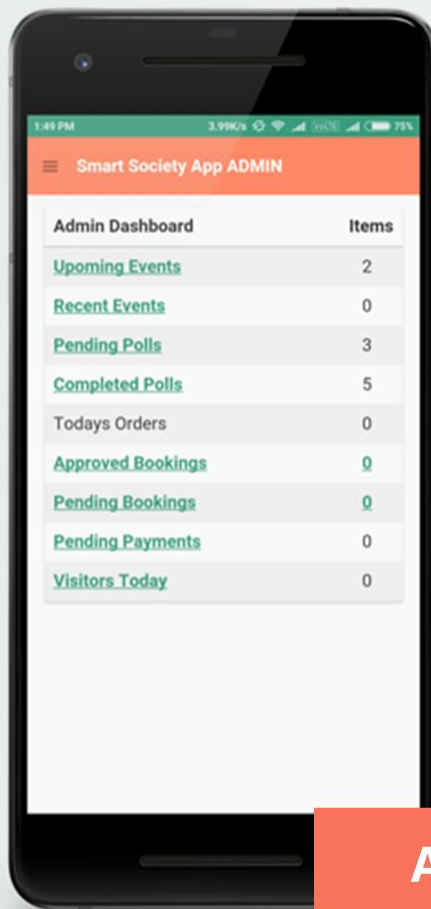 1:49 PM 3.99K/s VoLTE 75%
Smart Society App ADMIN
Admin Dashboard Items
Upoming Events 2
Recent Events 0
Pending Polls 3
Completed Polls 5
Todays Orders 0
Approved Bookings 0
Pending Bookings 0
Pending Payments 0
Visitors Today 0
A